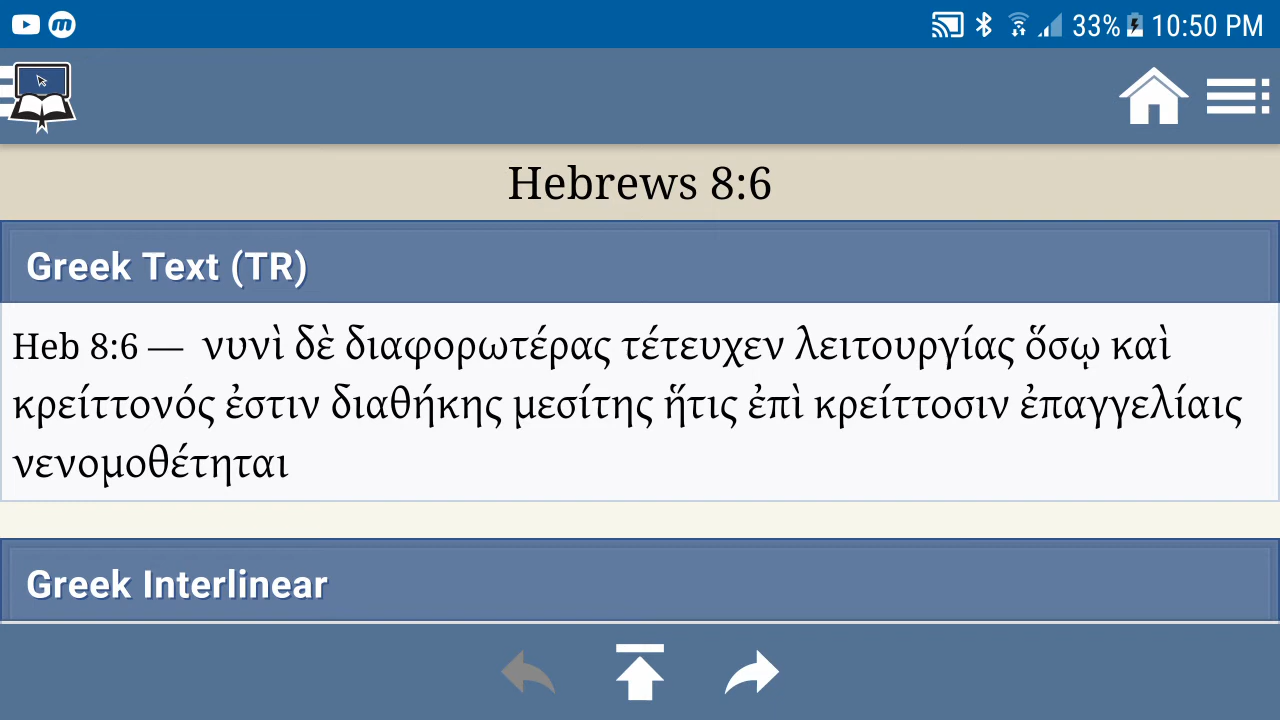 33% 10:50 PM
Hebrews 8:6
Greek Text (TR)
Heb 8:6 — νυνὶ δὲ διαφορωτέρας τέτευχεν λειτουργίας ὅσῳ καὶ
κρείττονός ἐστιν διαθήκης μεσίτης ἥτις ἐπὶ κρείττοσιν ἐπαγγελίαις
νενομοθέτηται
Greek Interlinear